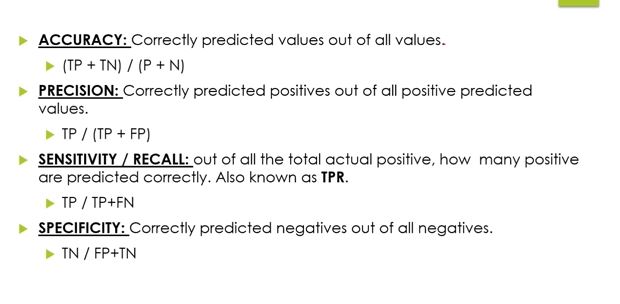 ACCURACY: Correctly predicted values out of all values.
(TP + TN) / (P + N)
PRECISION: Correctly predicted positives out of all positive predicted
values.
TP / (TP + FP)
SENSITIVITY / RECALL: out of all the total actual positive, how  many positive
are predicted correctly. Also known as TPR.
TP / TP+FN
SPECIFICITY: Correctly predicted negatives out of all negatives.
TN / FP+TN